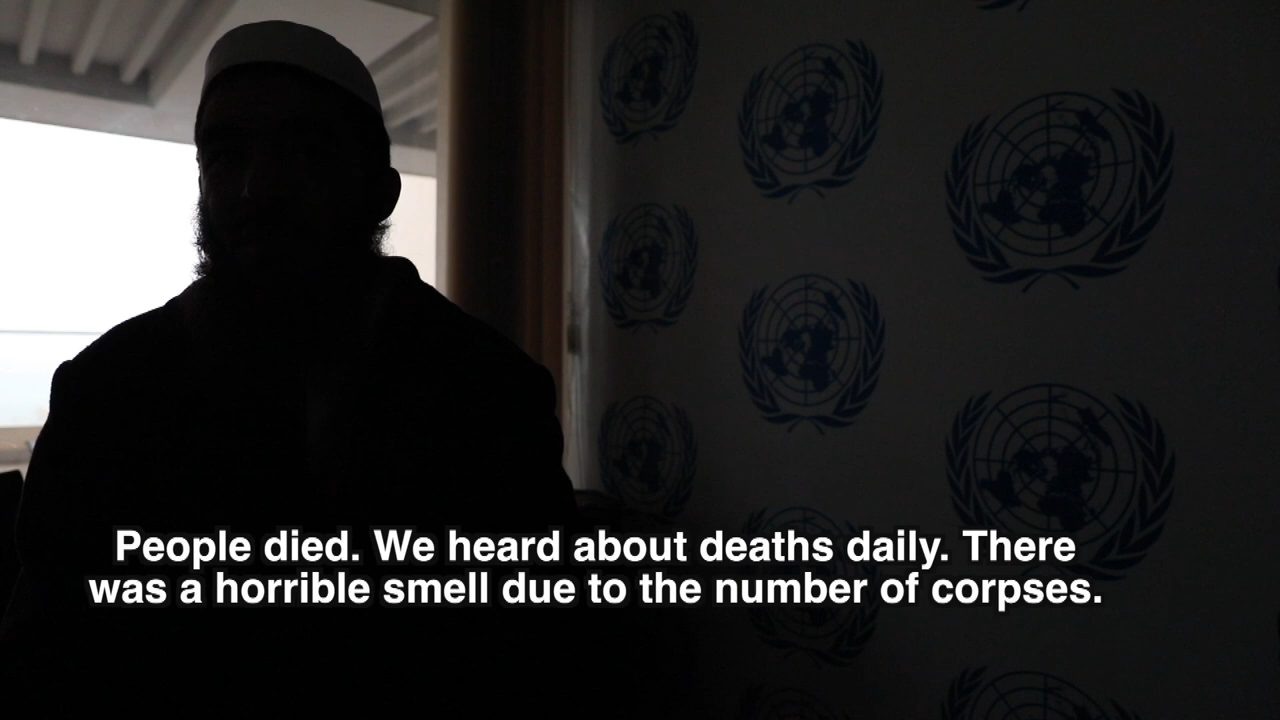 People died. We heard about deaths daily. There
was a horrible smell due to the number of corpses.